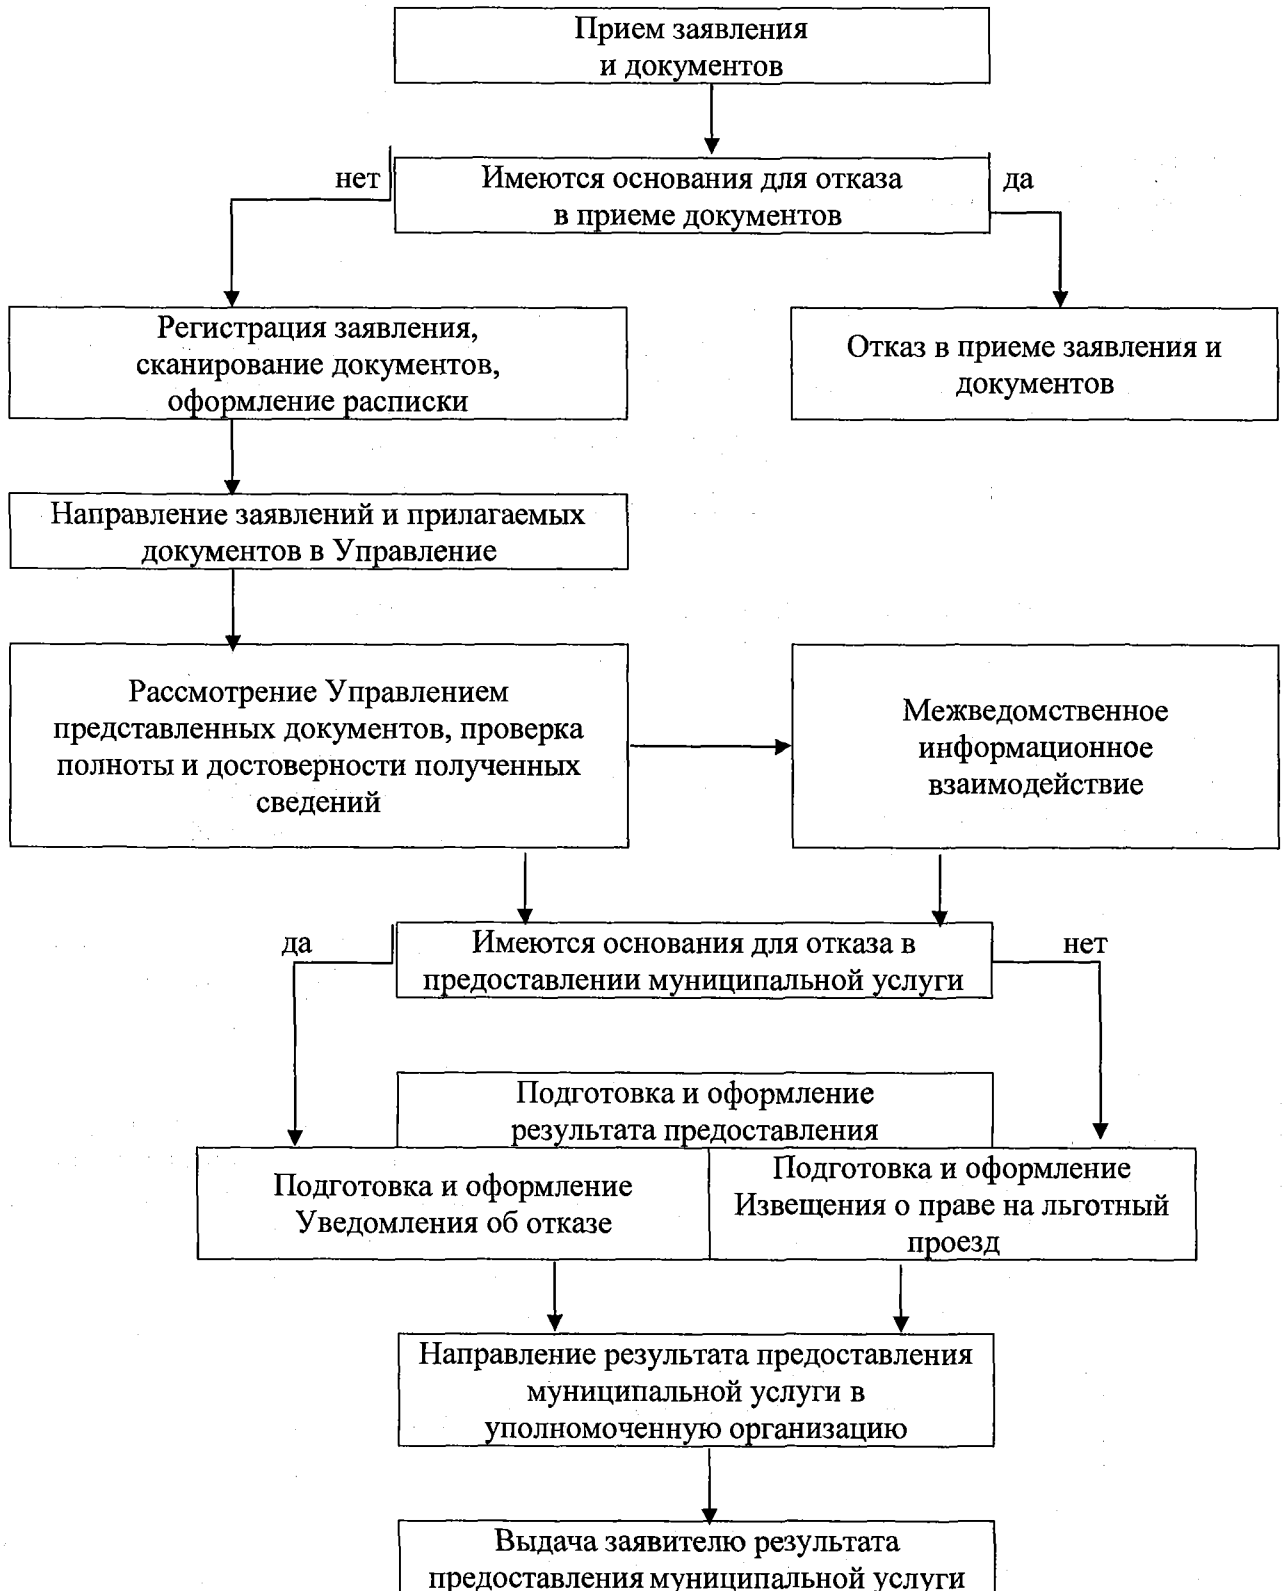 Прием заявления
и документов
нет
Имеются основания для отказа
в приеме документов
да
Регистрация заявления,
сканирование документов,
оформление расписки
Отказ в приеме заявления и
документов
Направление заявлений и прилагаемых
документов в Управление
Рассмотрение Управлением
представленных документов, проверка
полноты и достоверности полученных
сведений
Межведомственное
информационное
взаимодействие
да
Имеются основания для отказа в
предоставлении муниципальной услуги
нет
Подготовка и оформление
результата предоставления
Подготовка и оформление
Уведомления об отказе
Подготовка и оформление
Извещения о праве на льготный
проезд
Направление результата предоставления
муниципальной услуги в
уполномоченную организацию
Выдача заявителю результата
предоставления муниципальной услуги